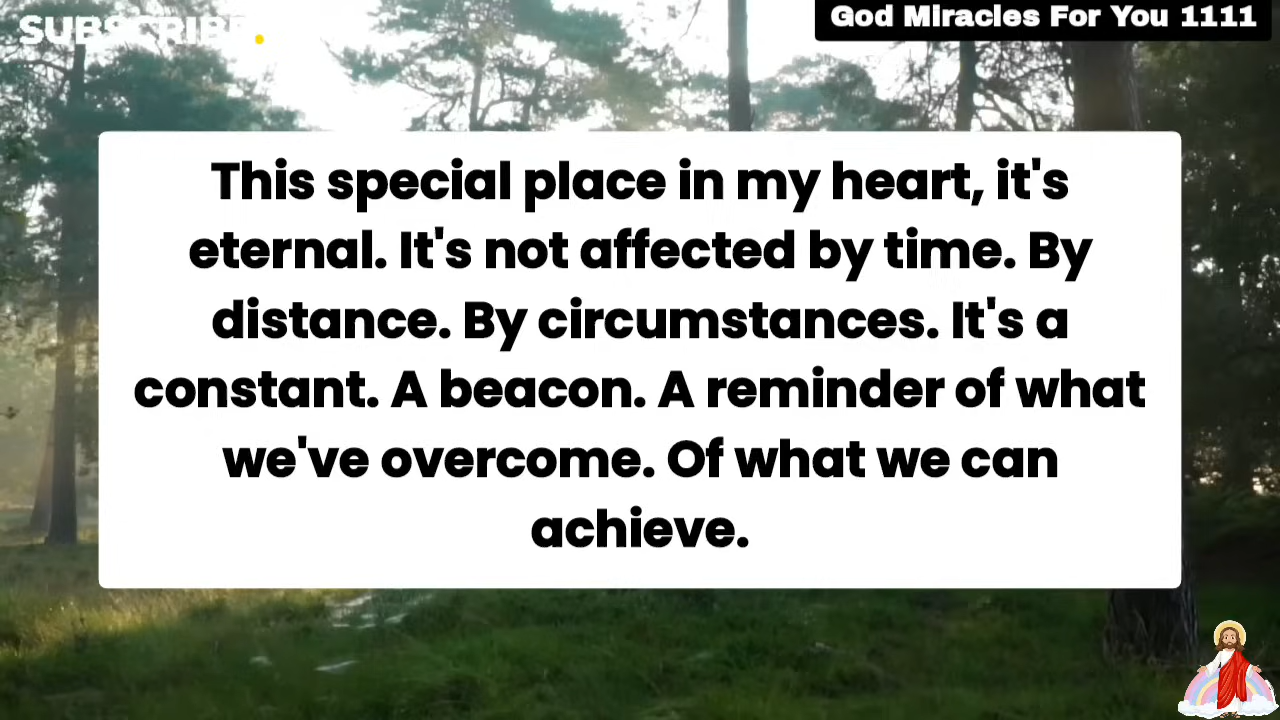 SUBSCRIBE.
God Miracles For You 1111
This special place in my heart, it's
eternal. It's not affected by time. By
distance. By circumstances. It's a
constant. A beacon. A reminder of what
we've overcome. Of what we can
achieve.